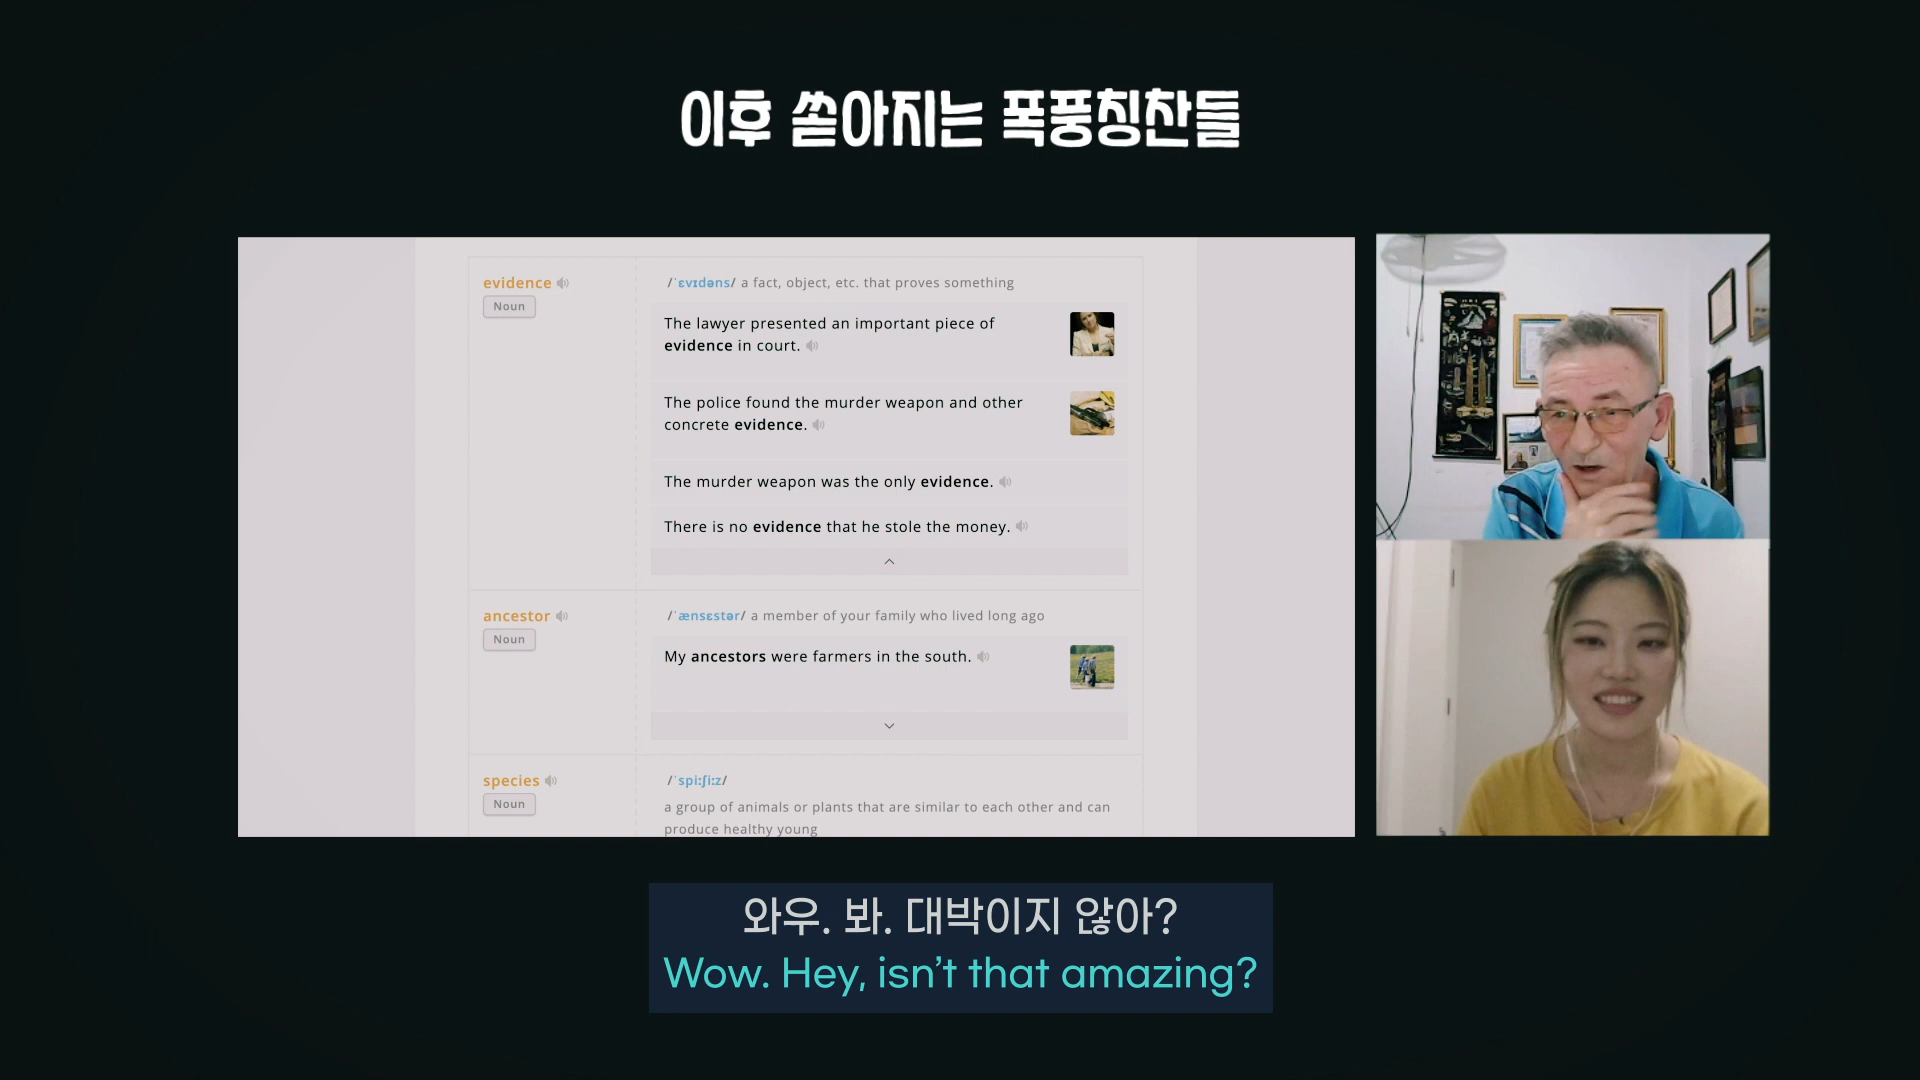 이후 쏟아지는 폭풍칭찬들
evidence
Noun
/ˈɛvɪdəns/ a fact, object, etc. that proves something
The lawyer presented an important piece of
evidence in court.
The police found the murder weapon and other
concrete evidence.
The murder weapon was the only evidence.
There is no evidence that he stole the money.
ancestor
Noun
/ˈænsɛstər/ a member of your family who lived long ago
My ancestors were farmers in the south.
species
Noun
/ˈspiːʃiːz/
a group of animals or plants that are similar to each other and can
produce healthy young
와우. 봐. 대박이지 않아?
Wow. Hey, isn’t that amazing?